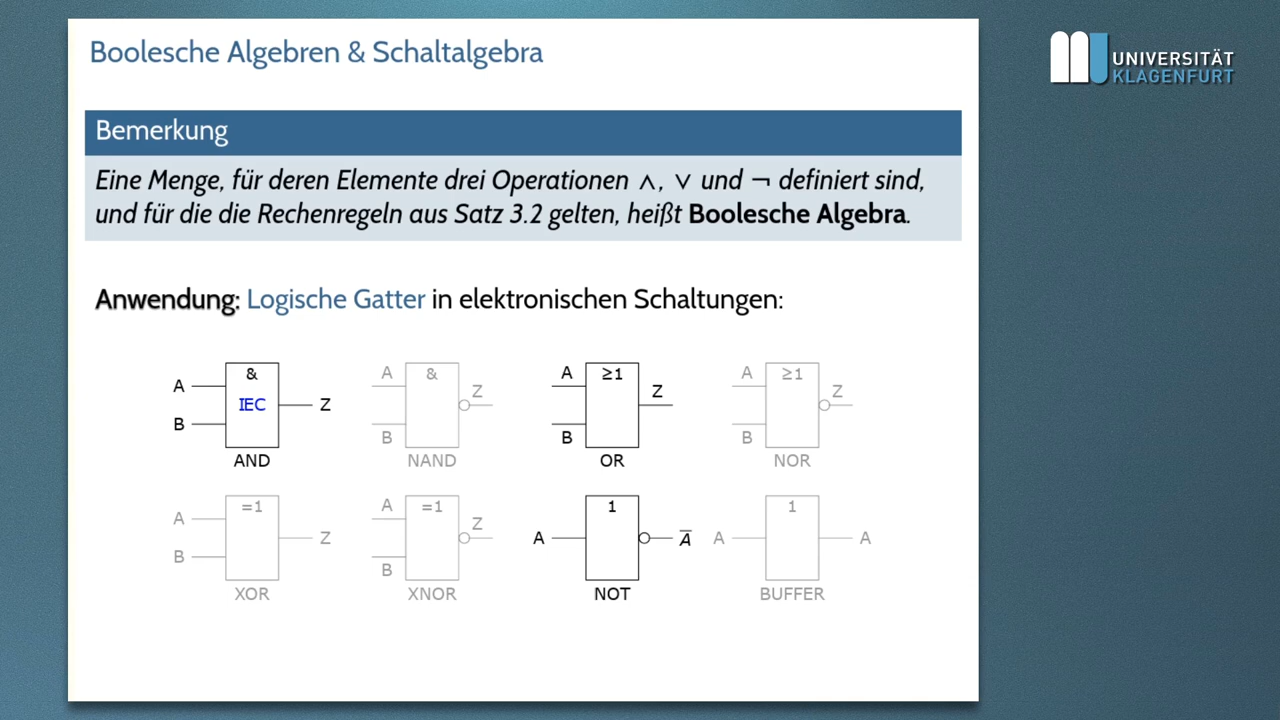 Boolesche Algebren & Schaltalgebra
UNIVERSITÄT
KLAGENFURT
Bemerkung
Eine Menge, für deren Elemente drei Operationen ∧, ∨ und ¬ definiert sind,
und für die die Rechenregeln aus Satz 3.2 gelten, heißt Boolesche Algebra.
Anwendung: Logische Gatter in elektronischen Schaltungen:
A B & IEC Z AND
A B & Z NAND
A B ≥1 Z OR
A B ≥1 Z NOR
A B =1 Z XOR
A B =1 Z XNOR
A 1 A̅ NOT
A 1 A BUFFER